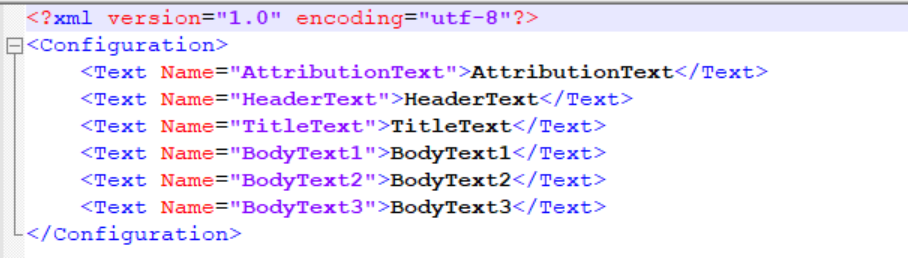 <?xml version="1.0" encoding="utf-8"?>
<Configuration>
    <Text Name="AttributionText">AttributionText</Text>
    <Text Name="HeaderText">HeaderText</Text>
    <Text Name="TitleText">TitleText</Text>
    <Text Name="BodyText1">BodyText1</Text>
    <Text Name="BodyText2">BodyText2</Text>
    <Text Name="BodyText3">BodyText3</Text>
</Configuration>